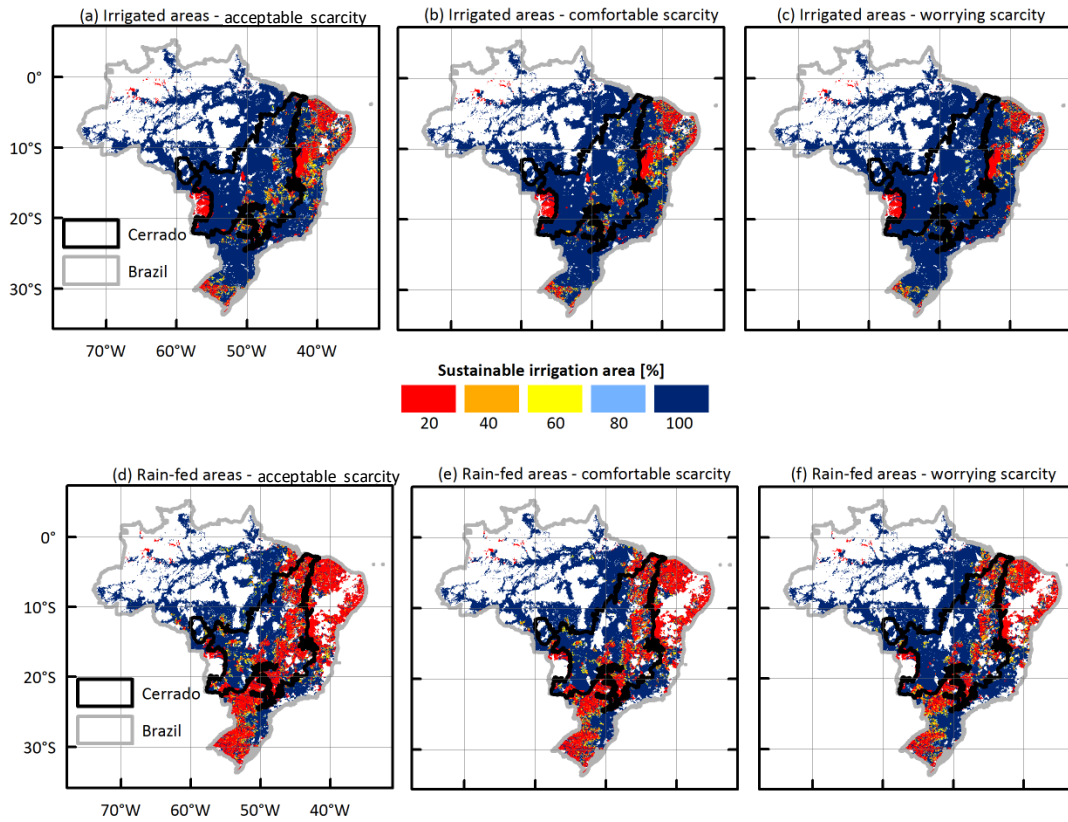 (a) Irrigated areas - acceptable scarcity
(b) Irrigated areas - comfortable scarcity
(c) Irrigated areas - worrying scarcity
0°
10°S
20°S
30°S
Cerrado
Brazil
70°W 60°W 50°W 40°W
Sustainable irrigation area [%]
20 40 60 80 100
(d) Rain-fed areas - acceptable scarcity
(e) Rain-fed areas - comfortable scarcity
(f) Rain-fed areas - worrying scarcity
0°
10°S
20°S
30°S
Cerrado
Brazil
70°W 60°W 50°W 40°W